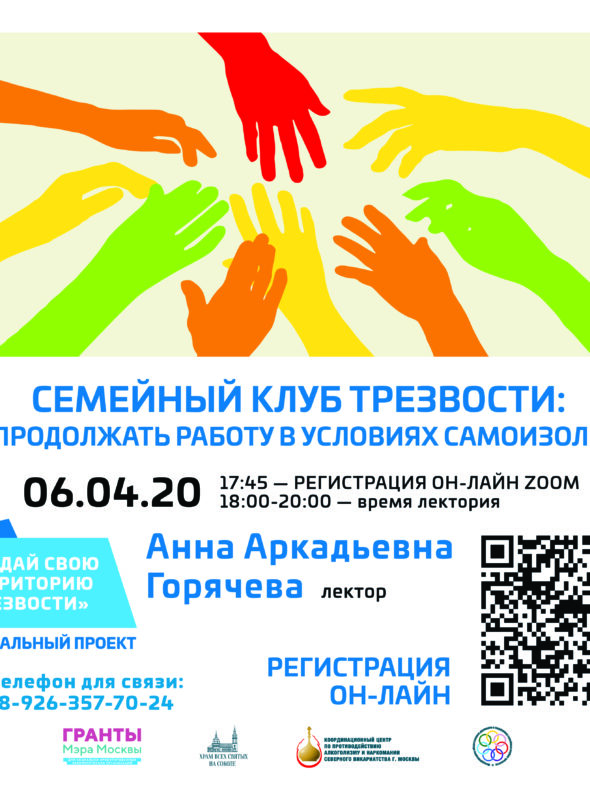 СЕМЕЙНЫЙ КЛУБ ТРЕЗВОСТИ:
ПРОДОЛЖАТЬ РАБОТУ В УСЛОВИЯХ САМОИЗОЛ
06.04.20
17:45 — РЕГИСТРАЦИЯ ОН-ЛАЙН ZOOM
18:00-20:00 — время лектория
ДАЙ СВОЮ
РИТОРИЮ
ЕЗВОСТИ»
АЛЬНЫЙ ПРОЕКТ
Анна Аркадьевна
Горячева лектор
елефон для связи:
8-926-357-70-24
РЕГИСТРАЦИЯ
ОН-ЛАЙН
ГРАНТЫ
Мэра Москвы
ХРАМ ВСЕХ СВЯТЫХ
НА СОКОЛЕ
КООРДИНАЦИОННЫЙ ЦЕНТР
ПО ПРОТИВОДЕЙСТВИЮ
АЛКОГОЛИЗМУ И НАРКОМАНИИ
СЕВЕРНОГО ВИКАРИАТСТВА Г. МОСКВЫ